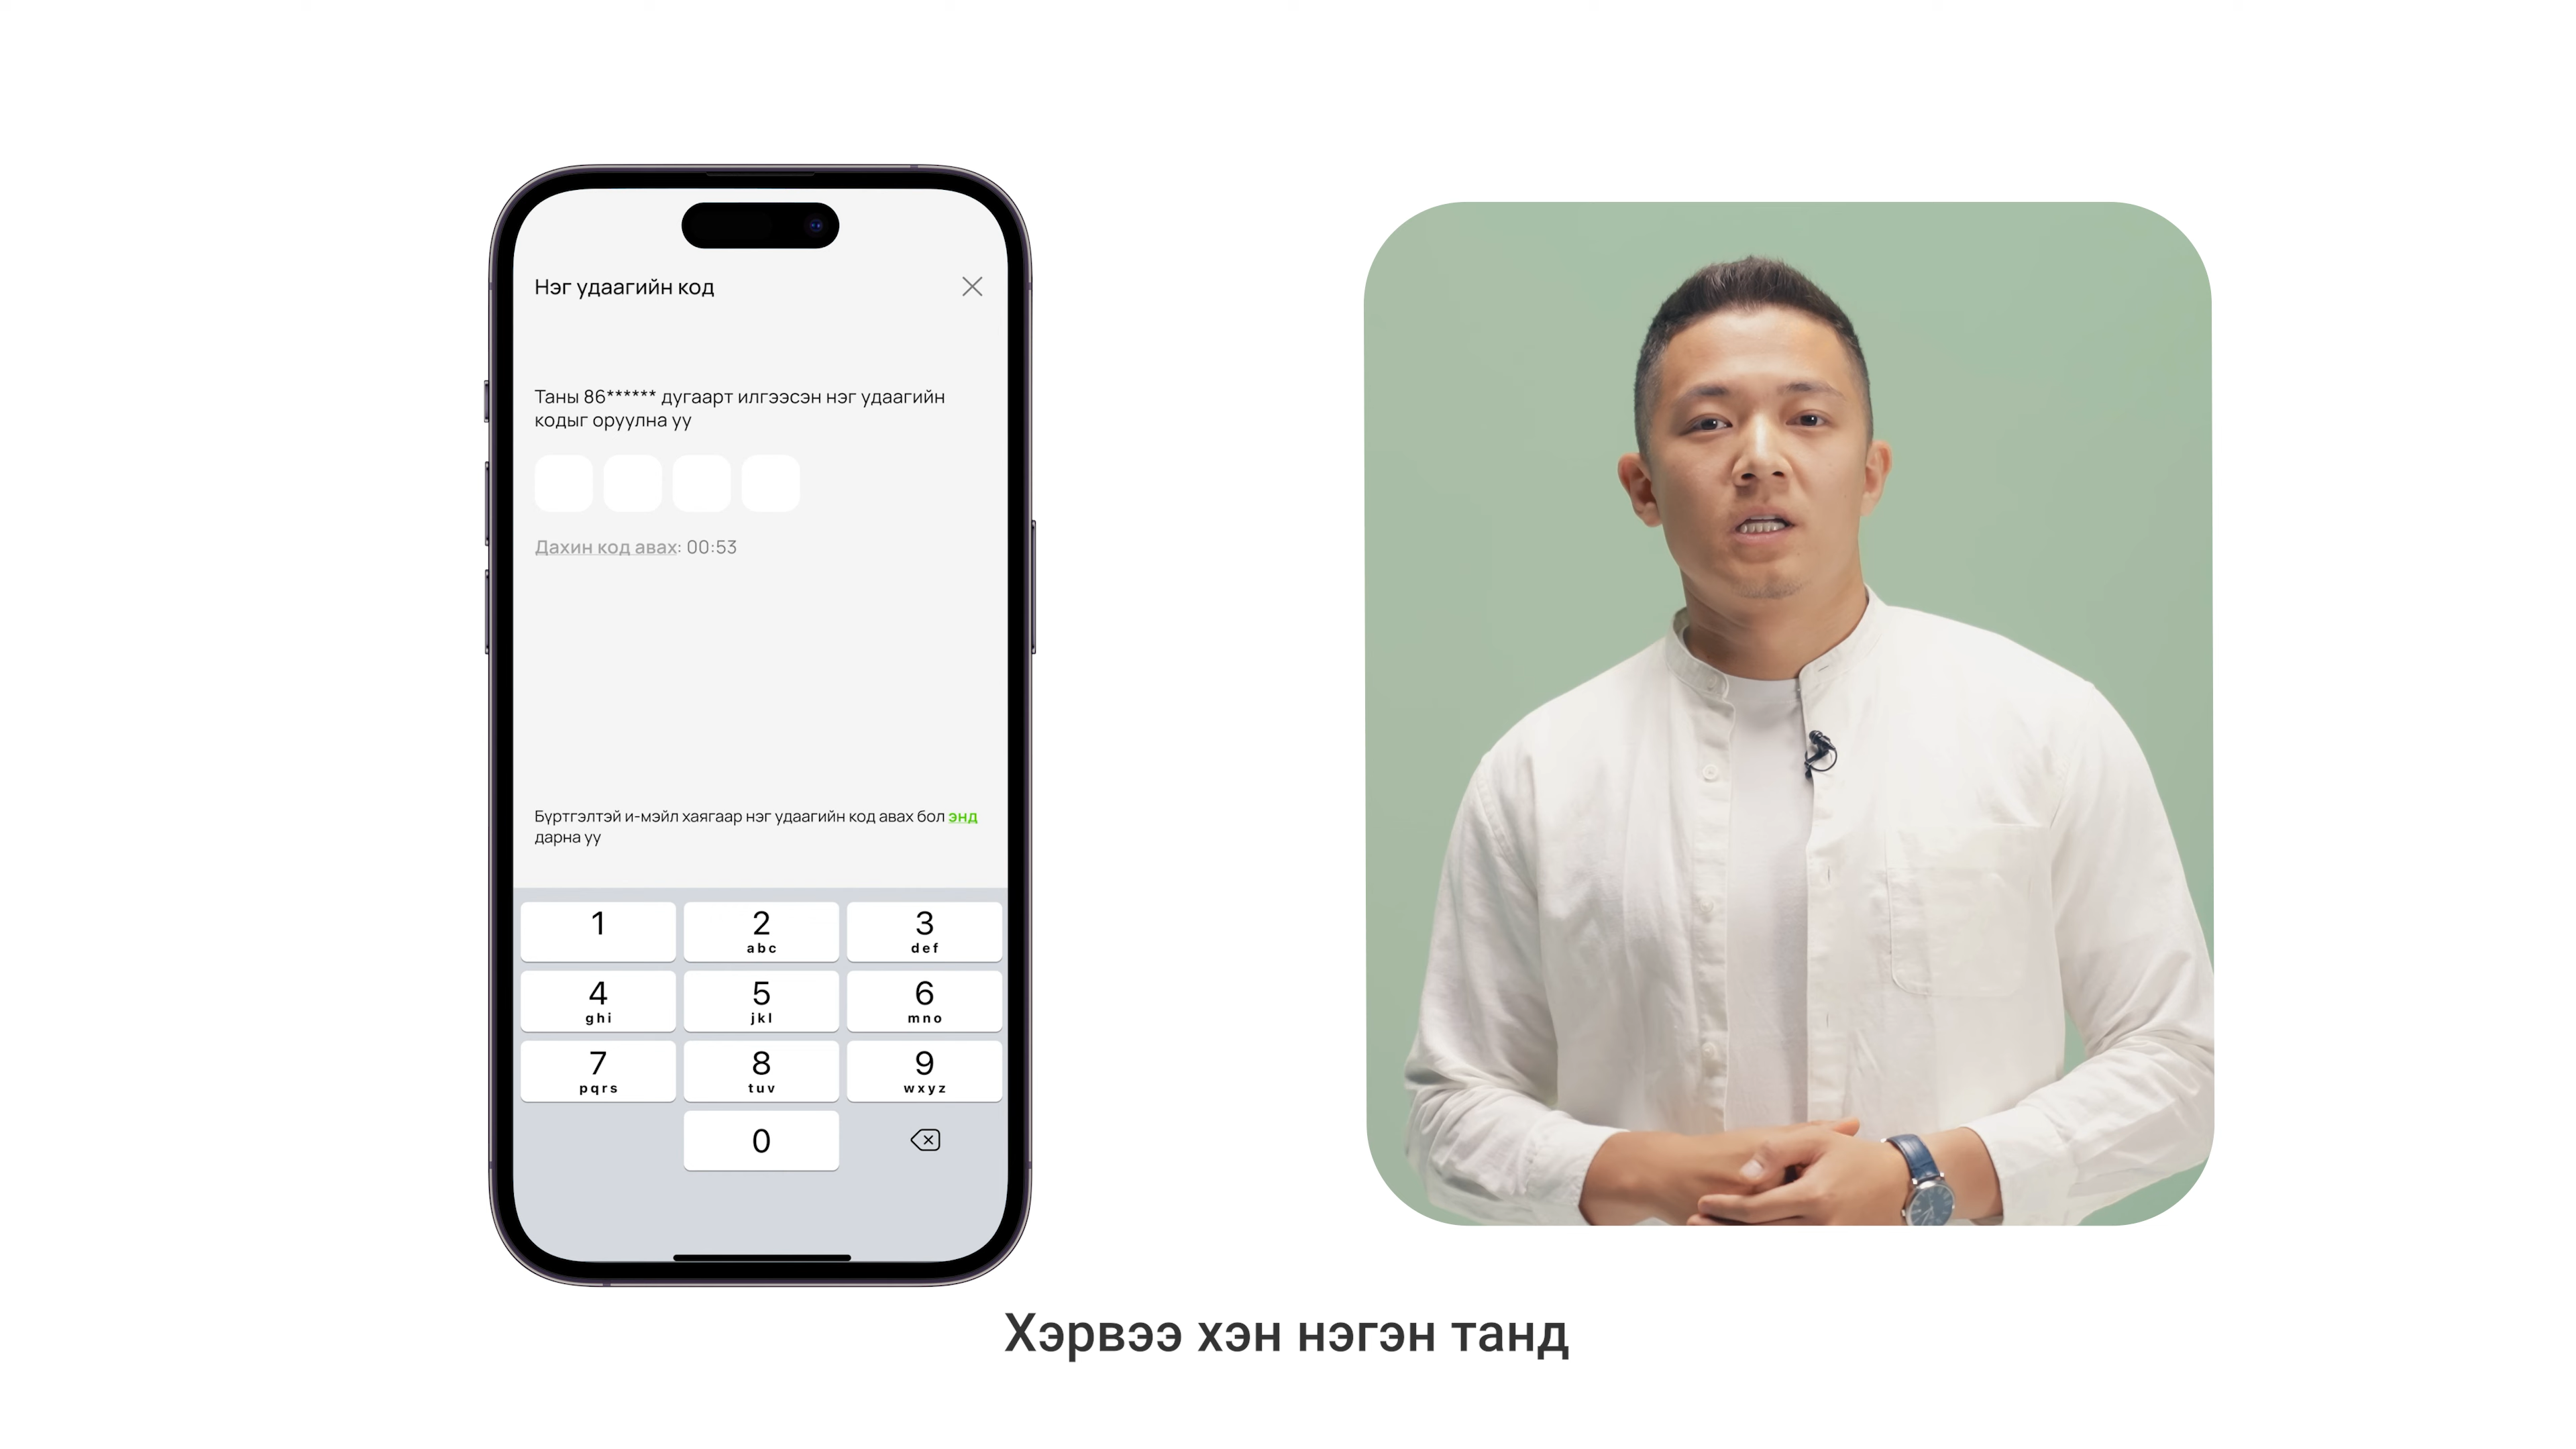 Нэг удаагийн код
Таны 86****** дугаарт илгээсэн нэг удаагийн
кодыг оруулна уу
Дахин код авах: 00:53
Бүртгэлтэй и-мэйл хаягаар нэг удаагийн код авах бол энд
дарна уу
1
2
3
abc
def
4
5
6
ghi
jkl
mno
7
8
9
pqrs
tuv
wxyz
0
Хэрвээ хэн нэгэн танд